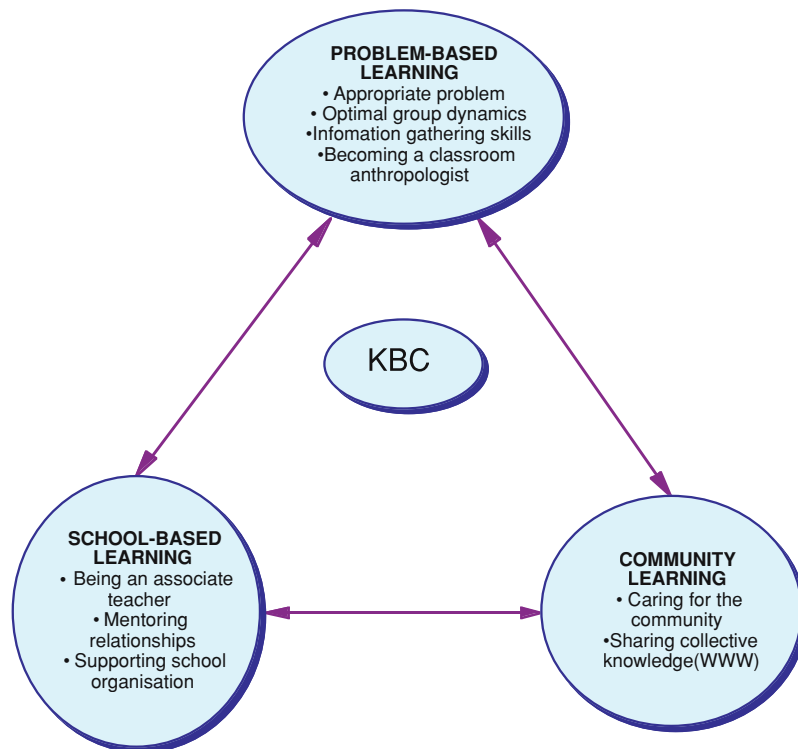 PROBLEM-BASED
LEARNING
• Appropriate problem
• Optimal group dynamics
•Infomation gathering skills
•Becoming a classroom
anthropologist
KBC
SCHOOL-BASED
LEARNING
• Being an associate
teacher
• Mentoring
relationships
• Supporting school
organisation
COMMUNITY
LEARNING
• Caring for the
community
•Sharing collective
knowledge(WWW)